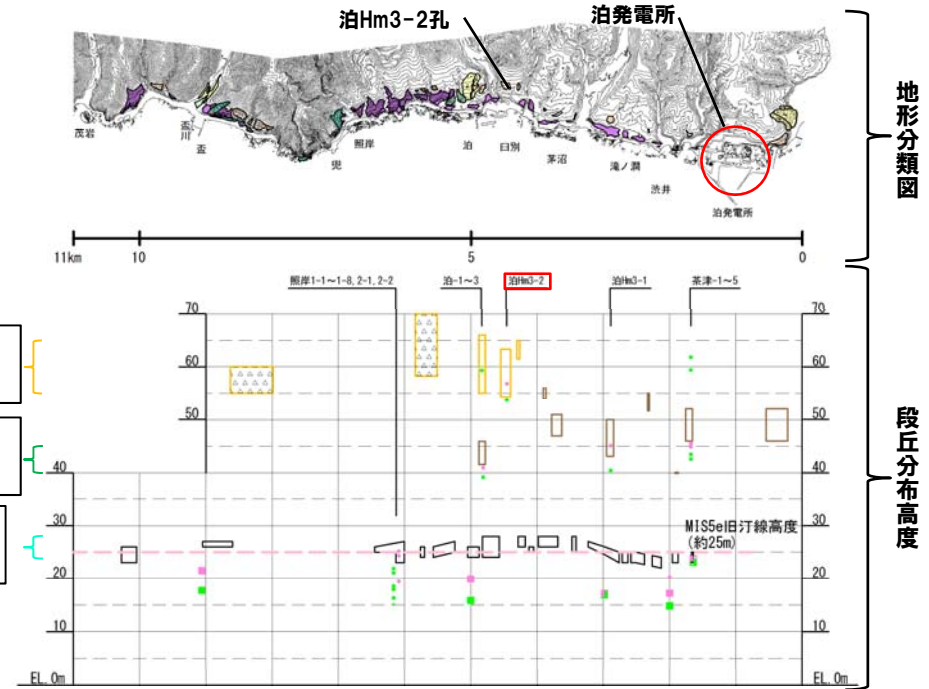 泊Hm3-2孔
泊発電所
地形分類図
茂岩
盃川
盃
兜
照岸
泊
臼別
茅沼
滝ノ澗
渋井
泊発電所
11km
10
5
0
照岸1-1～1-8, 2-1, 2-2
泊-1～3
泊Hm3-2
泊Hm3-1
茶津-1～5
70
70
60
60
50
50
40
40
30
30
MIS5e旧汀線高度
(約25m)
20
20
10
10
EL. 0m
EL. 0m
段丘分布高度